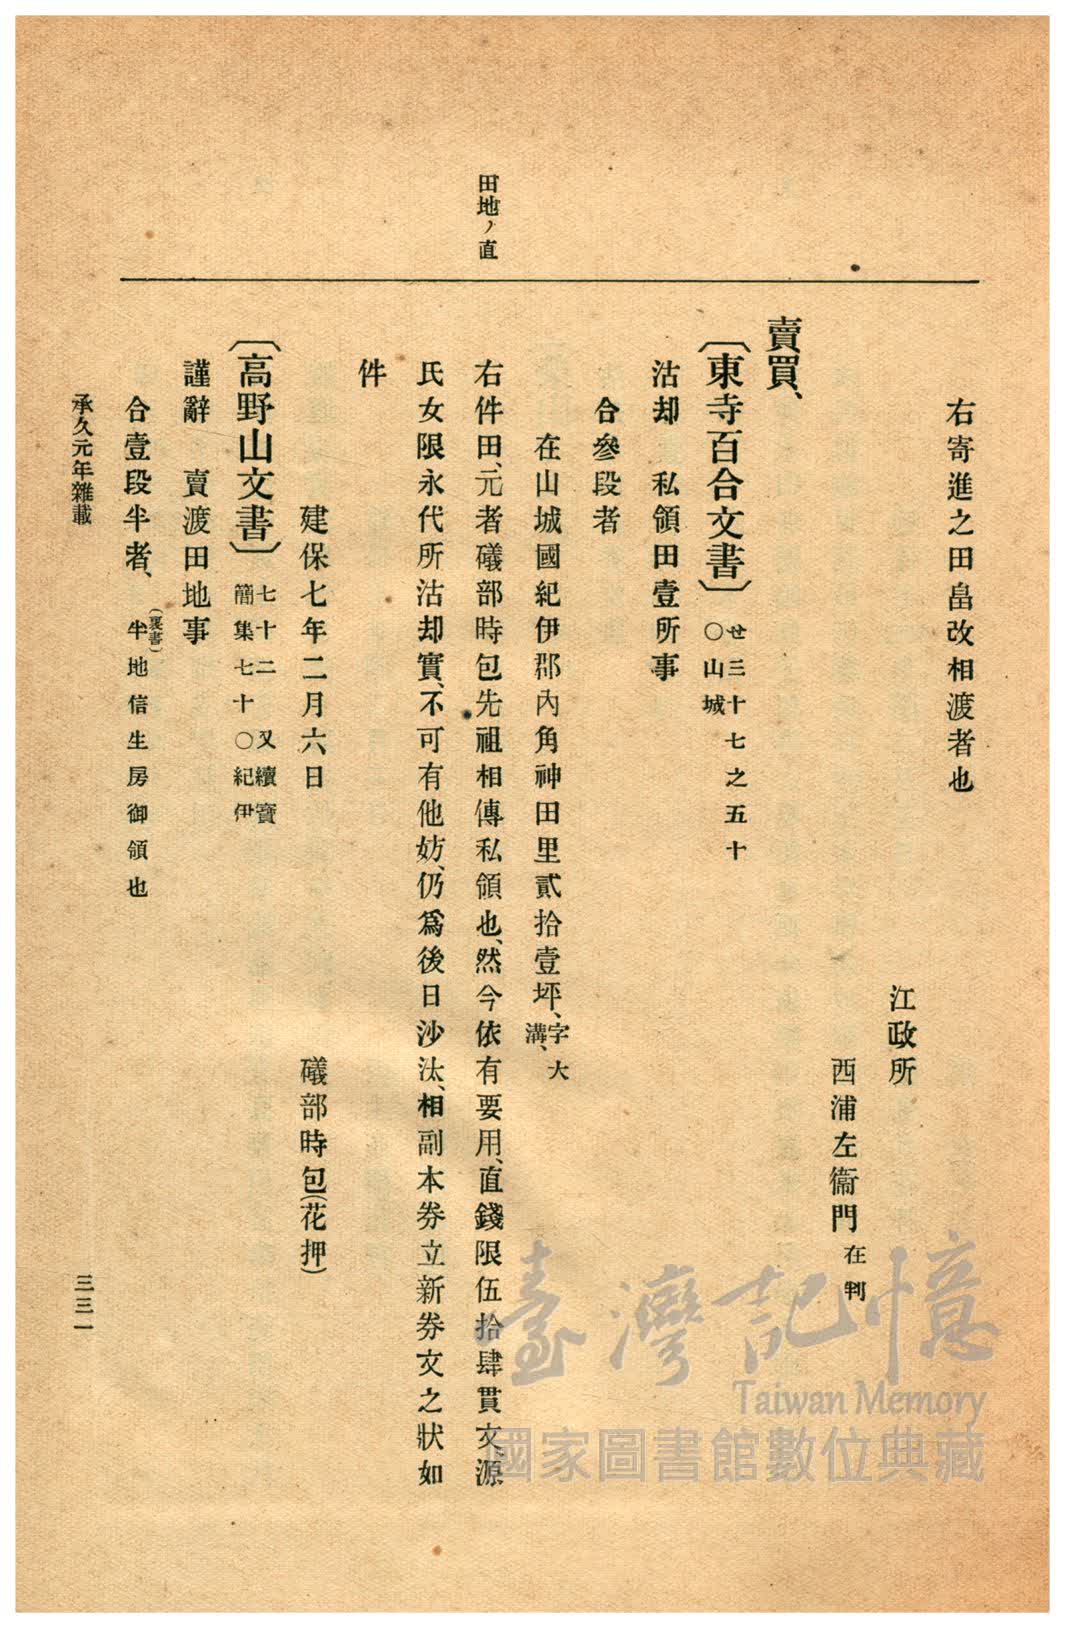 田地ノ直
右寄進之田畠改相渡者也
江政所
西浦左衞門在判
賣買、
〔東寺百合文書〕せ三十七之五十
○山城
沽却　私領田壹所事
合參段者
在山城國紀伊郡內角神田里貳拾壹坪、字大
溝、
右件田、元者礒部時包先祖相傳私領也、然今依有要用、直錢限伍拾肆貫文、源
氏女限永代所沽却實、不可有他妨、仍爲後日沙汰、相副本券立新券文之狀如
件
建保七年二月六日　礒部時包(花押)
〔高野山文書〕七十二　又續寶
簡集七十○紀伊
謹辭　賣渡田地事
合壹段半者、(裏書)半地信生房御領也
承久元年雜載
三三一
臺灣記憶
Taiwan Memory
國家圖書館數位典藏